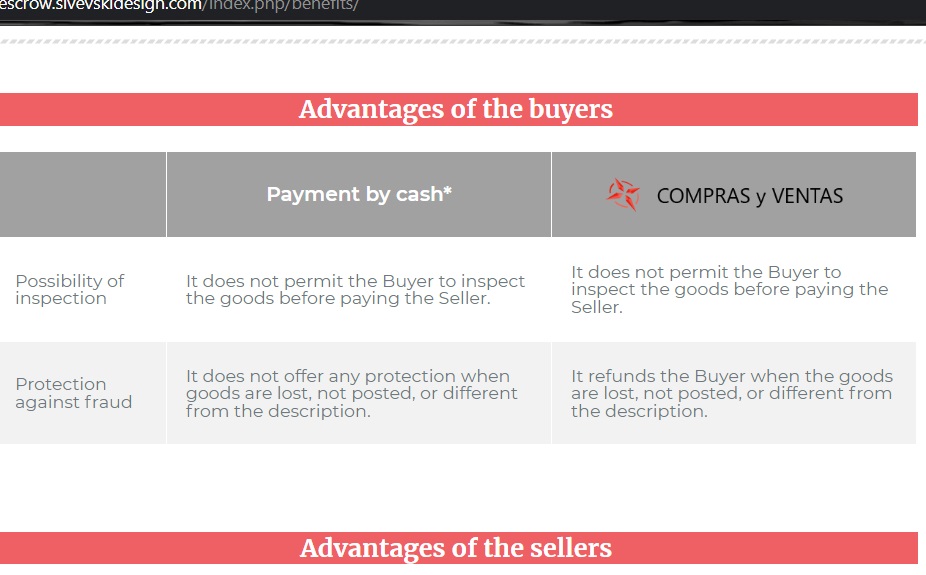 escrow.sivevskidesign.com/index.php/benefits/
Advantages of the buyers
Payment by cash*
COMPRAS y VENTAS
Possibility of
inspection
It does not permit the Buyer to inspect
the goods before paying the Seller.
It does not permit the Buyer to
inspect the goods before paying the
Seller.
Protection
against fraud
It does not offer any protection when
goods are lost, not posted, or different
from the description.
It refunds the Buyer when the goods
are lost, not posted, or different from
the description.
Advantages of the sellers